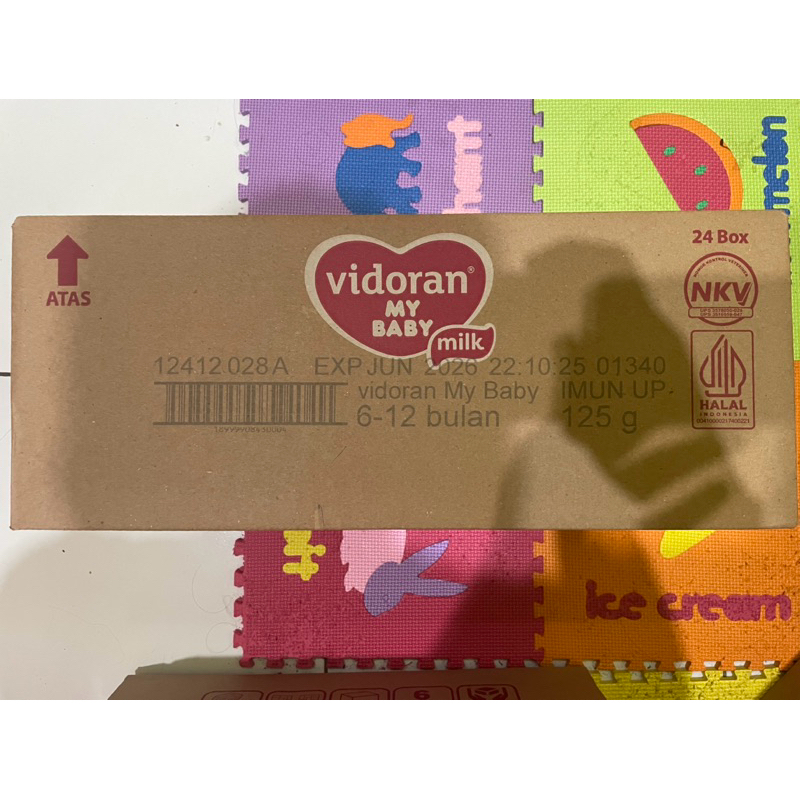 melon
ATAS
vidoran®
MY
BABY
milk
24 Box
NKV
12412 028 A EXP JUN 2026 22:10:25 01340
vidoran My Baby IMUN UP
6-12 bulan 125 g
HALAL
INDONESIA
ice cream
6